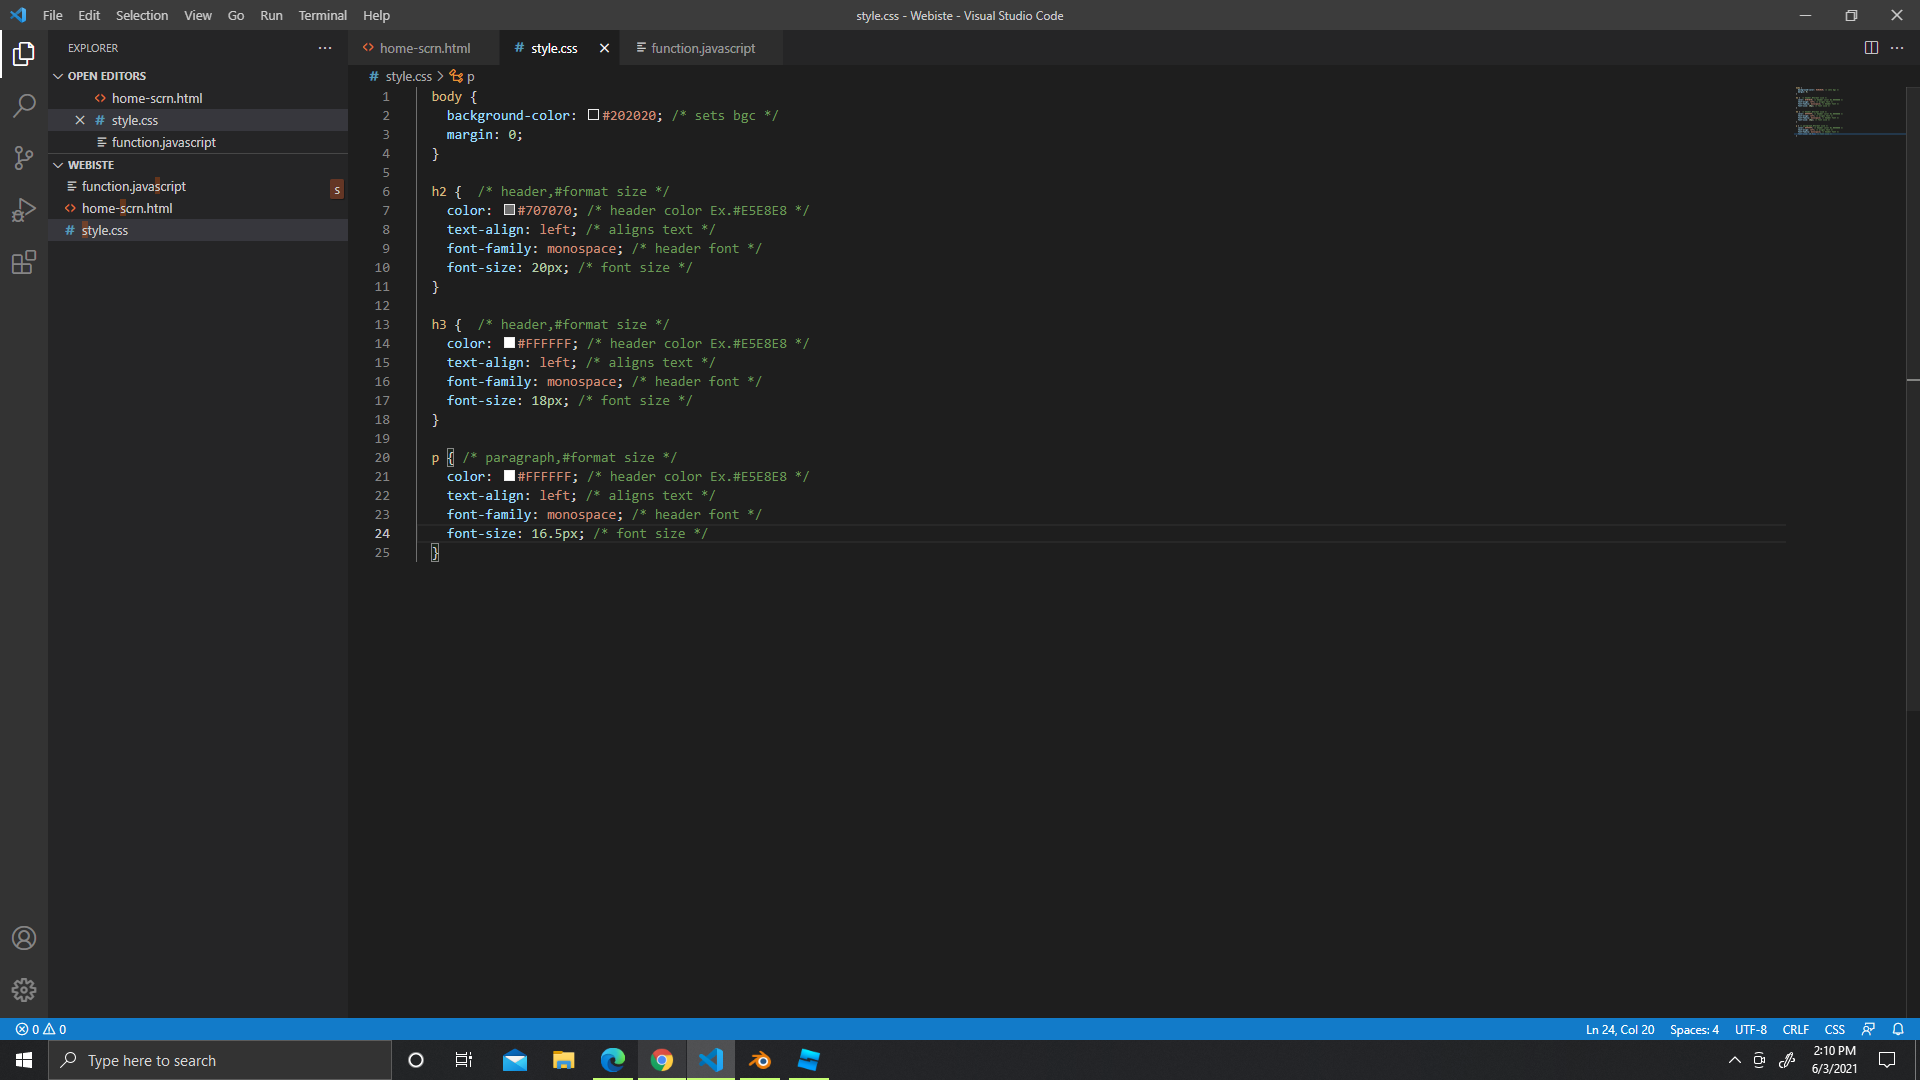 File Edit Selection View Go Run Terminal Help
style.css - Webiste - Visual Studio Code
EXPLORER
OPEN EDITORS
home-scrn.html
style.css
function.javascript
WEBISTE
function.javascript
s
home-scrn.html
style.css
home-scrn.html style.css function.javascript
style.css > p
1 body {
2 background-color: #202020; /* sets bgc */
3 margin: 0;
4 }
5
6 h2 { /* header,#format size */
7 color: #707070; /* header color Ex.#E5E8E8 */
8 text-align: left; /* aligns text */
9 font-family: monospace; /* header font */
10 font-size: 20px; /* font size */
11 }
12
13 h3 { /* header,#format size */
14 color: #FFFFFF; /* header color Ex.#E5E8E8 */
15 text-align: left; /* aligns text */
16 font-family: monospace; /* header font */
17 font-size: 18px; /* font size */
18 }
19
20 p { /* paragraph,#format size */
21 color: #FFFFFF; /* header color Ex.#E5E8E8 */
22 text-align: left; /* aligns text */
23 font-family: monospace; /* header font */
24 font-size: 16.5px; /* font size */
25 }
0 0
Ln 24, Col 20 Spaces: 4 UTF-8 CRLF CSS
Type here to search
2:10 PM
6/3/2021